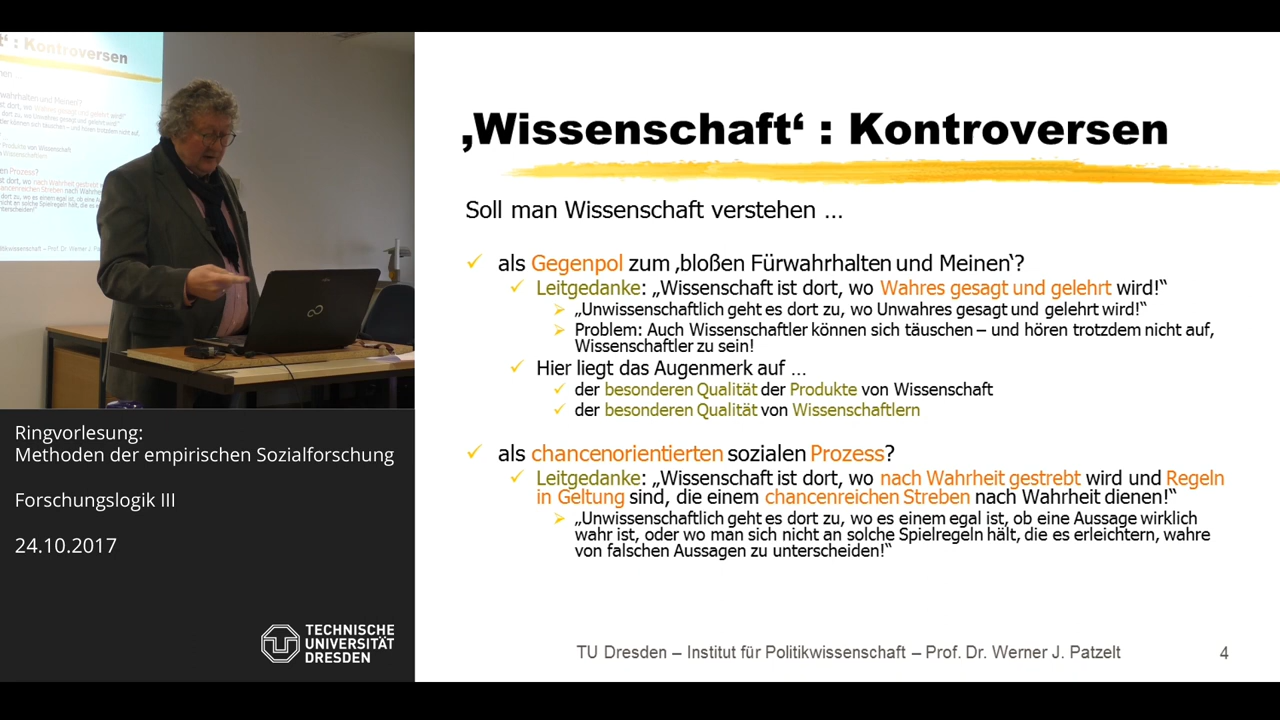 ‚Wissenschaft‘ : Kontroversen
Soll man Wissenschaft verstehen …
als Gegenpol zum ‚bloßen Fürwahrhalten und Meinen‘?
Leitgedanke: „Wissenschaft ist dort, wo Wahres gesagt und gelehrt wird!“
„Unwissenschaftlich geht es dort zu, wo Unwahres gesagt und gelehrt wird!“
Problem: Auch Wissenschaftler können sich täuschen – und hören trotzdem nicht auf,
Wissenschaftler zu sein!
Hier liegt das Augenmerk auf …
der besonderen Qualität der Produkte von Wissenschaft
der besonderen Qualität von Wissenschaftlern
als chancenorientierten sozialen Prozess?
Leitgedanke: „Wissenschaft ist dort, wo nach Wahrheit gestrebt wird und Regeln
in Geltung sind, die einem chancenreichen Streben nach Wahrheit dienen!“
„Unwissenschaftlich geht es dort zu, wo es einem egal ist, ob eine Aussage wirklich
wahr ist, oder wo man sich nicht an solche Spielregeln hält, die es erleichtern, wahre
von falschen Aussagen zu unterscheiden!“
TU Dresden – Institut für Politikwissenschaft – Prof. Dr. Werner J. Patzelt
4
Ringvorlesung:
Methoden der empirischen Sozialforschung
Forschungslogik III
24.10.2017
TECHNISCHE
UNIVERSITÄT
DRESDEN